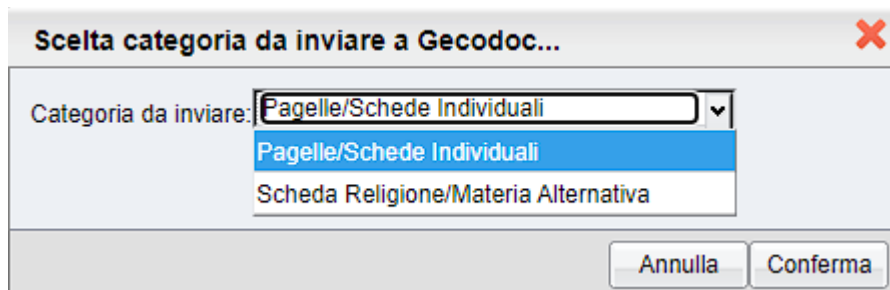 Scelta categoria da inviare a Gecodoc...
Categoria da inviare: Pagelle/Schede Individuali
Pagelle/Schede Individuali
Scheda Religione/Materia Alternativa
Annulla Conferma